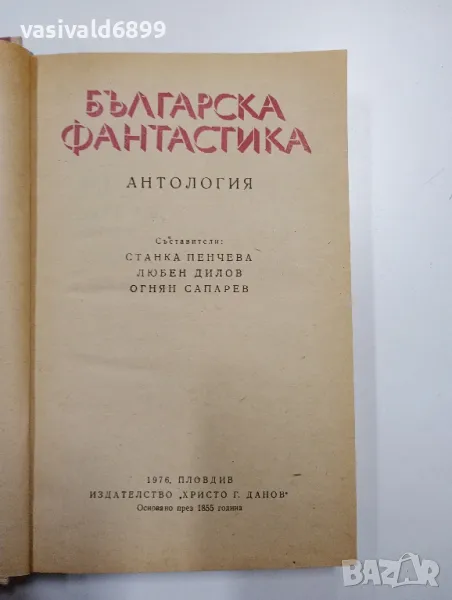 vasivald6899
БЪЛГАРСКА
ФАНТАСТИКА
АНТОЛОГИЯ
Съставители:
СТАНКА ПЕНЧЕВА
ЛЮБЕН ДИЛОВ
ОГНЯН САПАРЕВ
1976, ПЛОВДИВ
ИЗДАТЕЛСТВО „ХРИСТО Г. ДАНОВ"
Основано през 1855 година
BAZAR